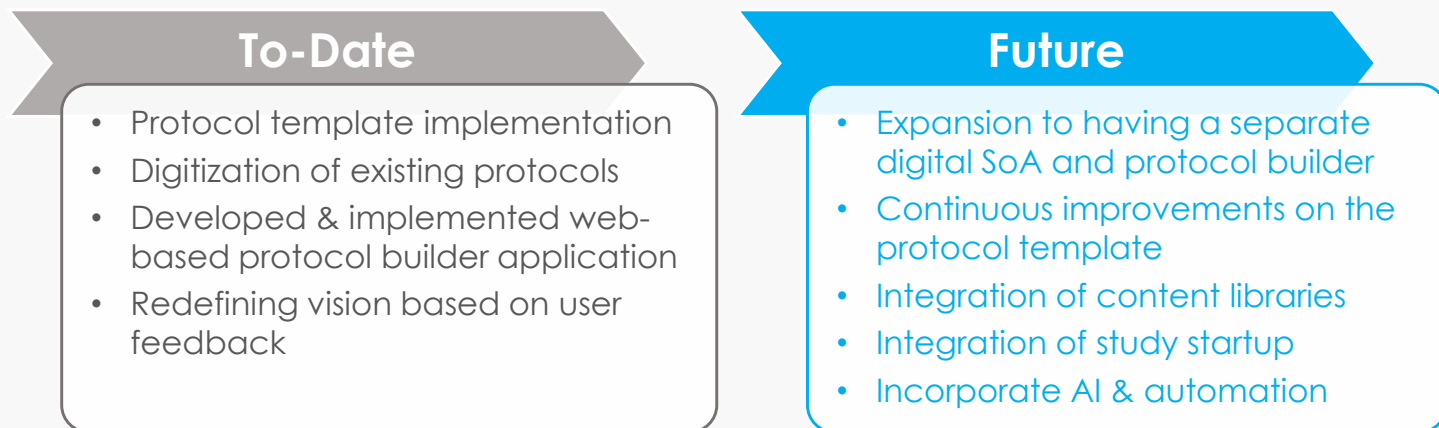 To-Date
• Protocol template implementation
• Digitization of existing protocols
• Developed & implemented web-
based protocol builder application
• Redefining vision based on user
feedback
Future
• Expansion to having a separate
digital SoA and protocol builder
• Continuous improvements on the
protocol template
• Integration of content libraries
• Integration of study startup
• Incorporate AI & automation